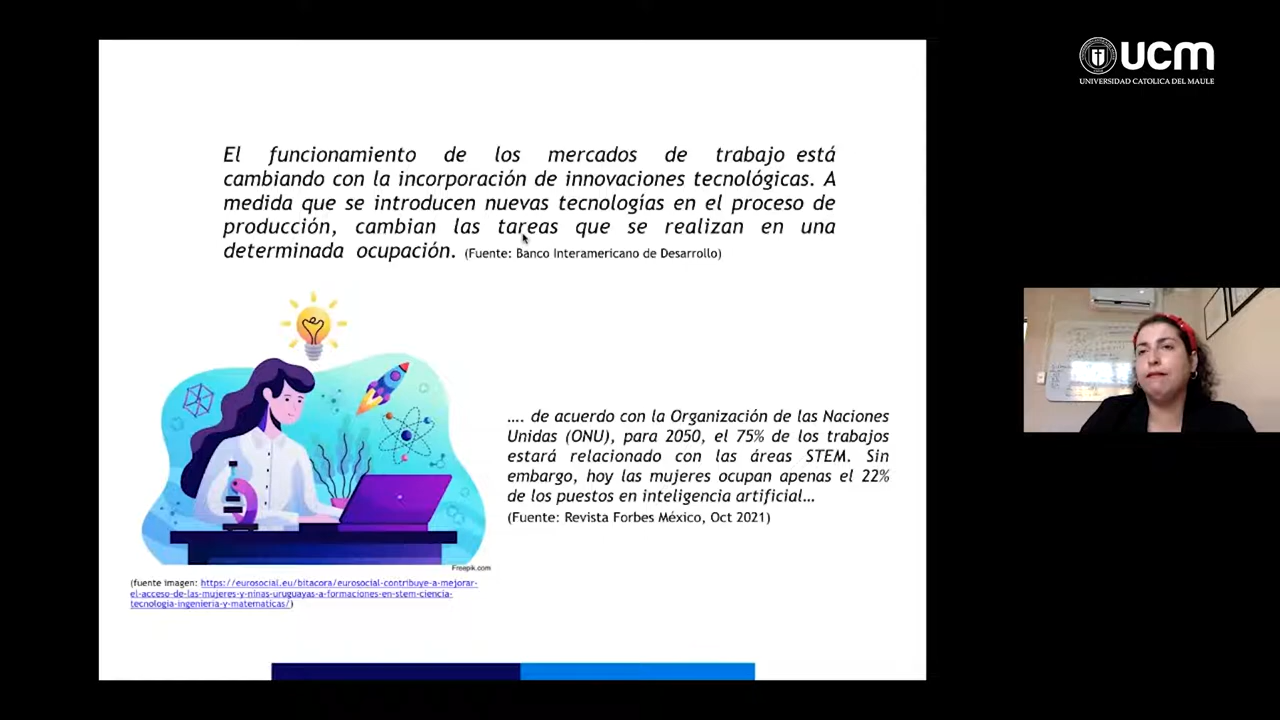 ucm
UNIVERSIDAD CATOLICA DEL MAULE
El funcionamiento de los mercados de trabajo está
cambiando con la incorporación de innovaciones tecnológicas. A
medida que se introducen nuevas tecnologías en el proceso de
producción, cambian las tareas que se realizan en una
determinada ocupación. (Fuente: Banco Interamericano de Desarrollo)
.... de acuerdo con la Organización de las Naciones
Unidas (ONU), para 2050, el 75% de los trabajos
estará relacionado con las áreas STEM. Sin
embargo, hoy las mujeres ocupan apenas el 22%
de los puestos en inteligencia artificial…
(Fuente: Revista Forbes México, Oct 2021)
Freepik.com
(fuente imagen: https://eurosocial.eu/bitacora/eurosocial-contribuye-a-mejorar-
el-acceso-de-las-mujeres-y-ninas-uruguayas-a-formaciones-en-stem-ciencia-
tecnologia-ingenieria-y-matematicas/)